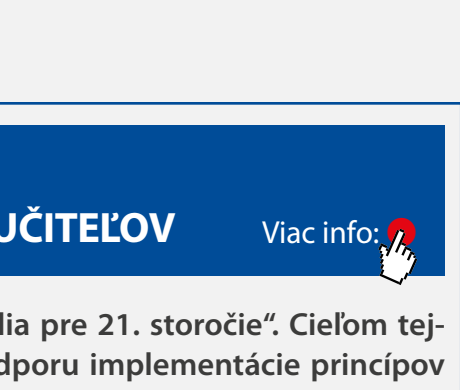 UČITEĽOV Viac info:
dia pre 21. storočie“. Cieľom tej-
dporu implementácie princípov